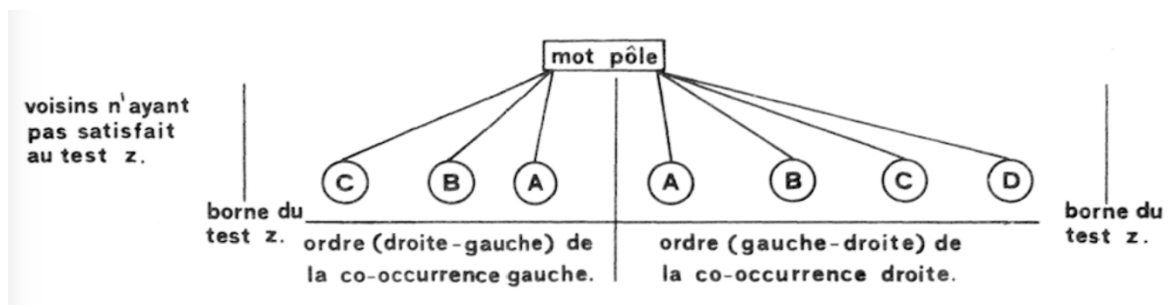 mot pôle
voisins n'ayant
pas satisfait
au test z.
C B A A B C D
borne du
test z.
ordre (droite-gauche) de
la co-occurrence gauche.
ordre (gauche-droite) de
la co-occurrence droite.
borne du
test z.